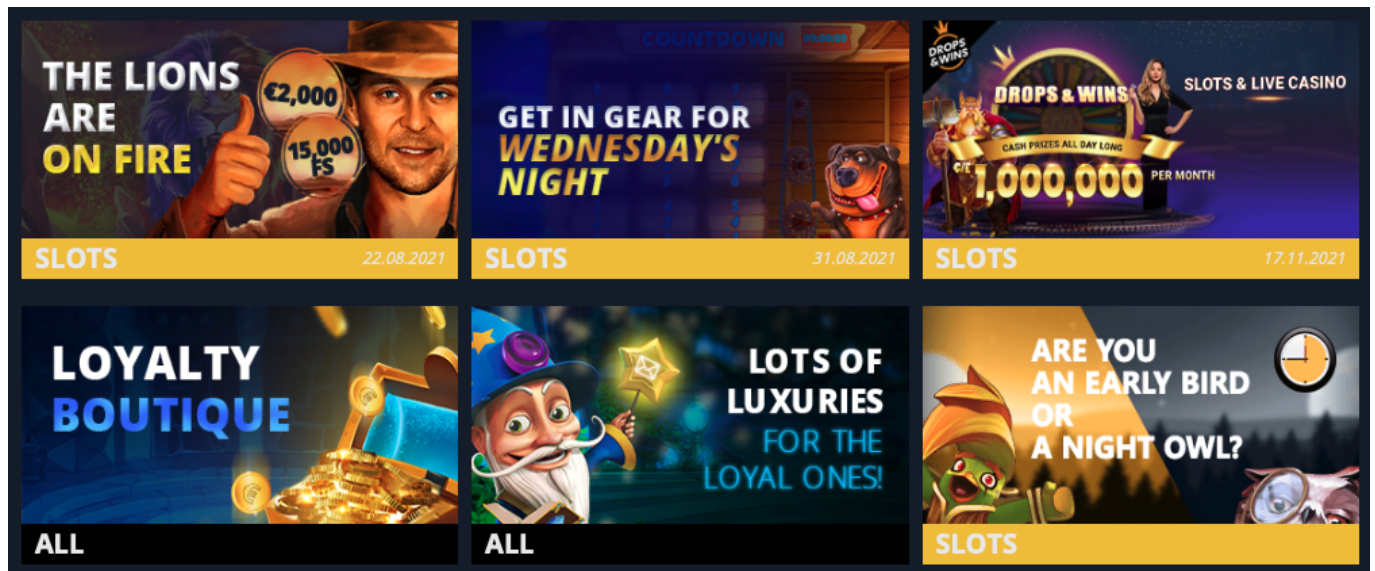 THE LIONS
ARE
ON FIRE
€2,000
15,000
FS
SLOTS
22.08.2021
COUNTDOWN
GET IN GEAR FOR
WEDNESDAY'S
NIGHT
SLOTS
31.08.2021
DROPS
& WINS
DROPS & WINS
SLOTS & LIVE CASINO
CASH PRIZES ALL DAY LONG
€/£ 1,000,000 PER MONTH
SLOTS
17.11.2021
LOYALTY
BOUTIQUE
ALL
LOTS OF
LUXURIES
FOR THE
LOYAL ONES!
ALL
ARE YOU
AN EARLY BIRD
OR
A NIGHT OWL?
SLOTS